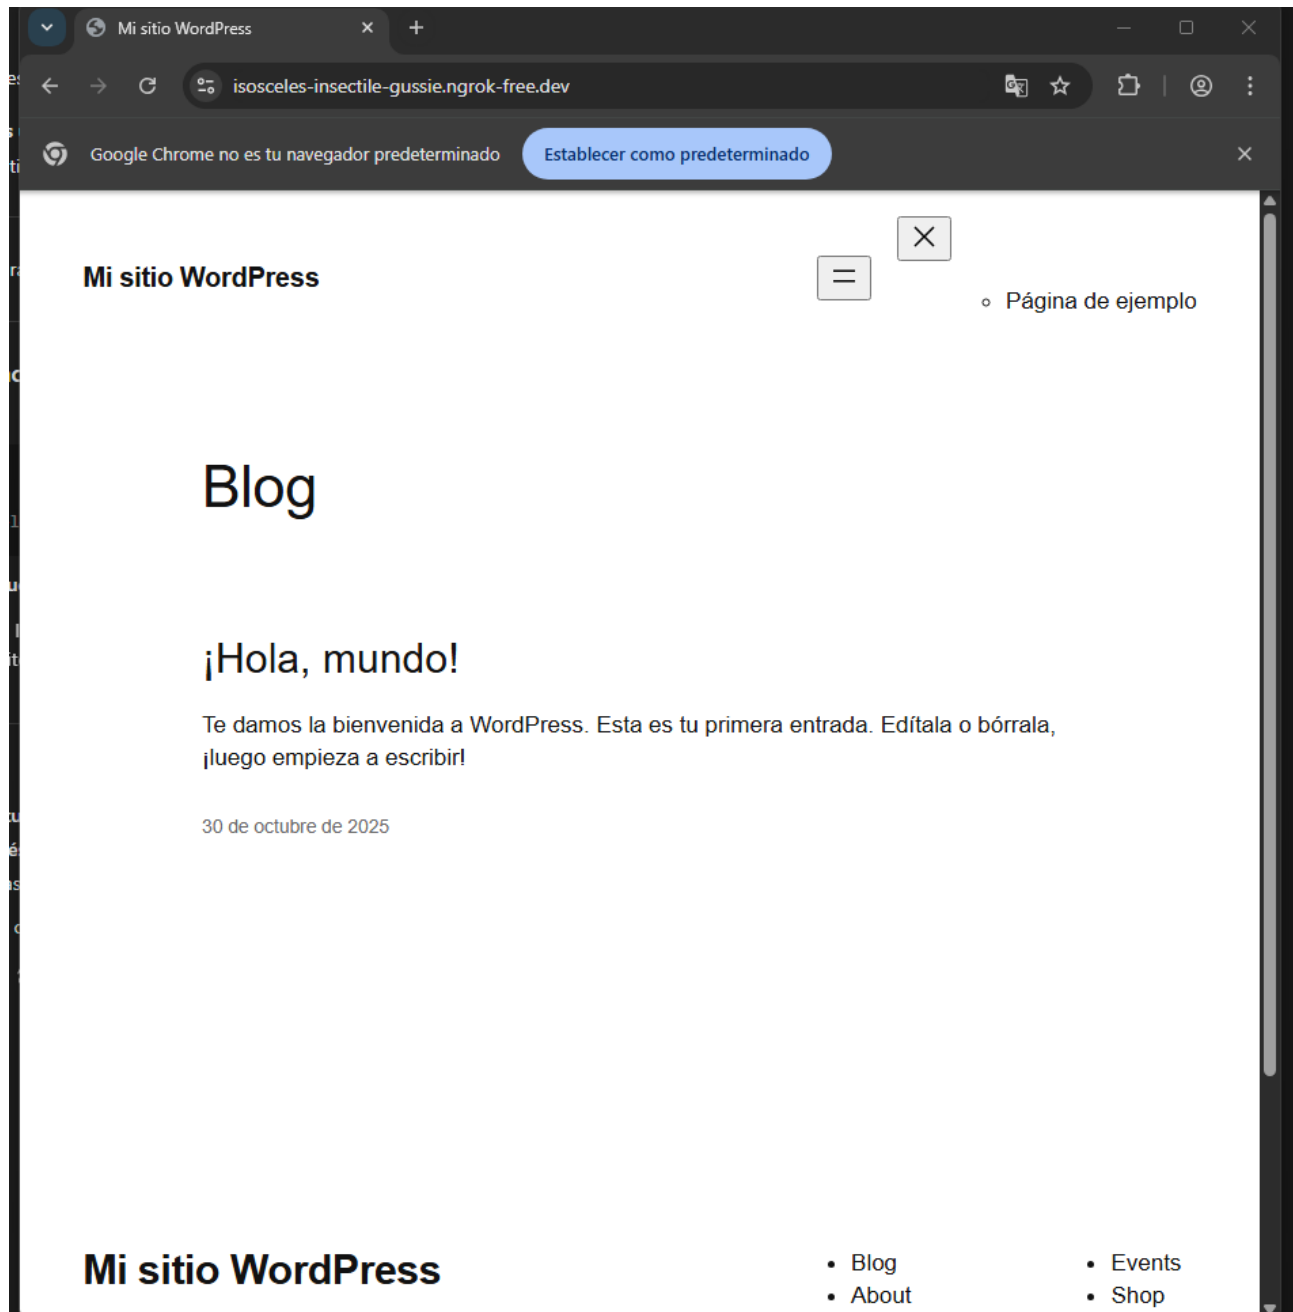 Mi sitio WordPress
isosceles-insectile-gussie.ngrok-free.dev
Google Chrome no es tu navegador predeterminado
Establecer como predeterminado
Mi sitio WordPress
Página de ejemplo
Blog
¡Hola, mundo!
Te damos la bienvenida a WordPress. Esta es tu primera entrada. Edítala o bórrala,
¡luego empieza a escribir!
30 de octubre de 2025
Mi sitio WordPress
Blog
About
Events
Shop